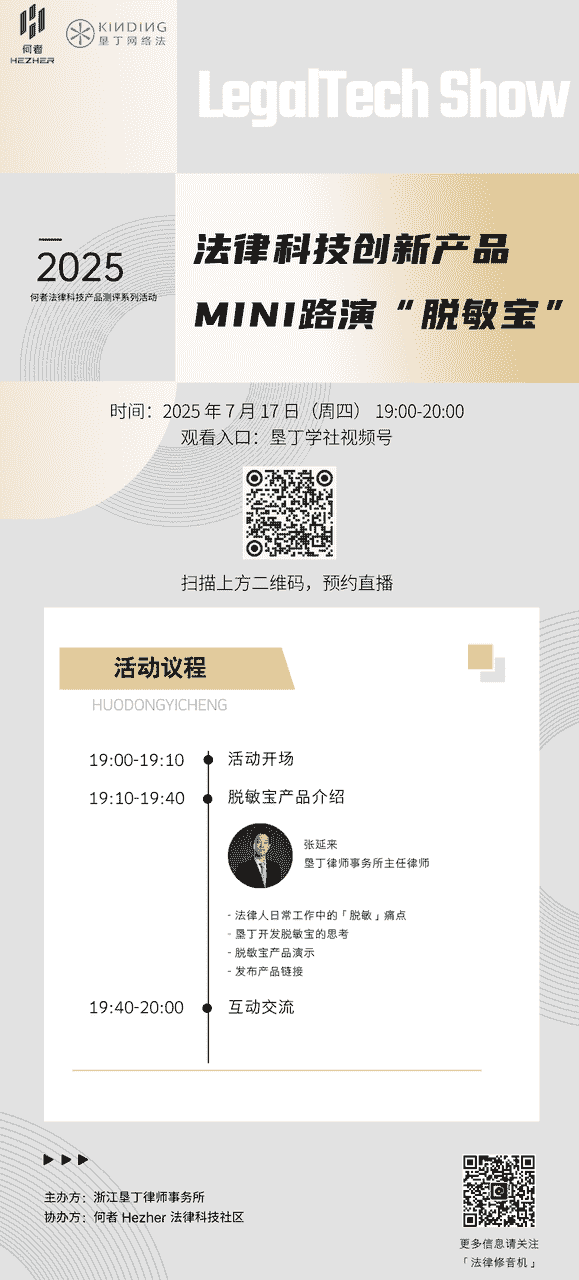 何者
HEZHER
KINDING
垦丁网络法
LegalTech Show
2025
何者法律科技产品测评系列活动
法律科技创新产品
MINI路演“脱敏宝”
时间：2025年7月17日（周四） 19:00-20:00
观看入口：垦丁学社视频号
扫描上方二维码，预约直播
活动议程
HUODONGYICHENG
19:00-19:10 活动开场
19:10-19:40 脱敏宝产品介绍
张延来
垦丁律师事务所主任律师
- 法律人日常工作中的「脱敏」痛点
- 垦丁开发脱敏宝的思考
- 脱敏宝产品演示
- 发布产品链接
19:40-20:00 互动交流
主办方：浙江垦丁律师事务所
协办方：何者 Hezher 法律科技社区
更多信息请关注
「法律修音机」